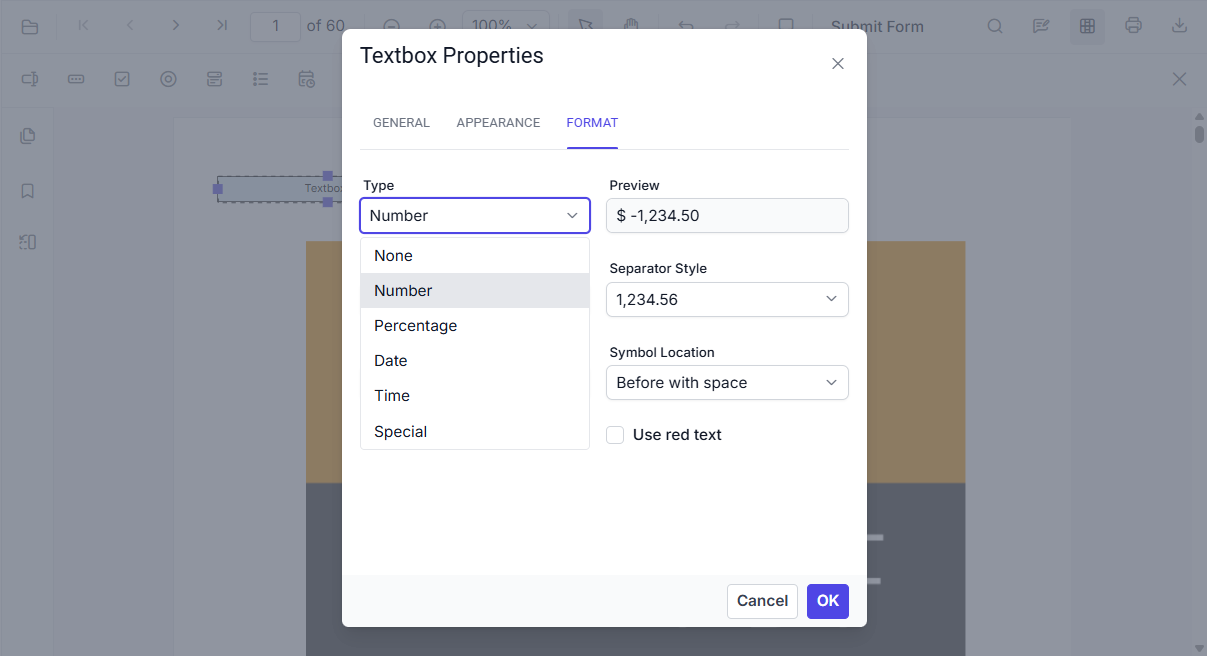 1 of 60 100% Submit Form
Textbox Properties
GENERAL APPEARANCE FORMAT
Type Preview
Textbox
Number $ -1,234.50
None
Number Separator Style
1,234.56
Percentage
Date Symbol Location
Before with space
Time
Special Use red text
Cancel OK